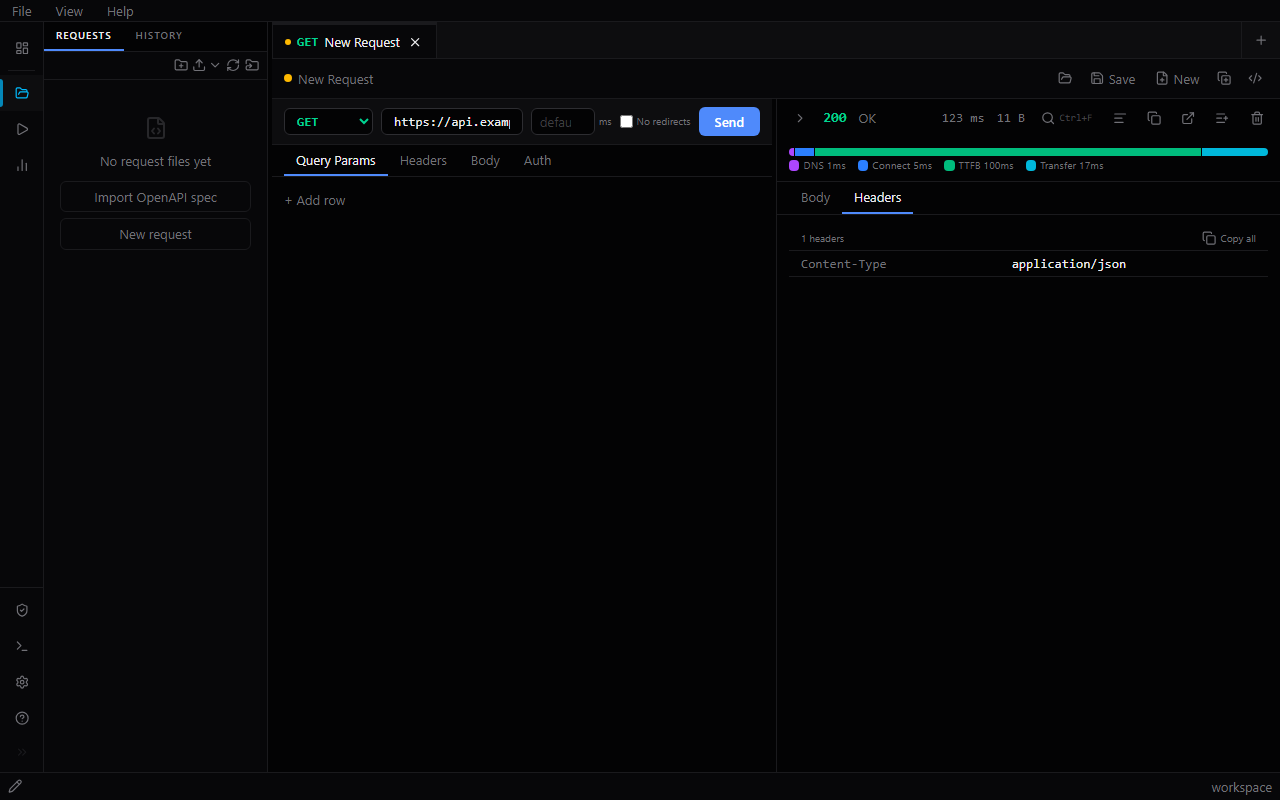 File View Help
REQUESTS HISTORY
GET New Request
New Request
Save New
GET https://api.exam defau ms No redirects Send
200 OK 123 ms 11 B Ctrl+F
DNS 1ms Connect 5ms TTFB 100ms Transfer 17ms
Query Params Headers Body Auth
+ Add row
Body Headers
1 headers Copy all
Content-Type application/json
No request files yet
Import OpenAPI spec
New request
workspace